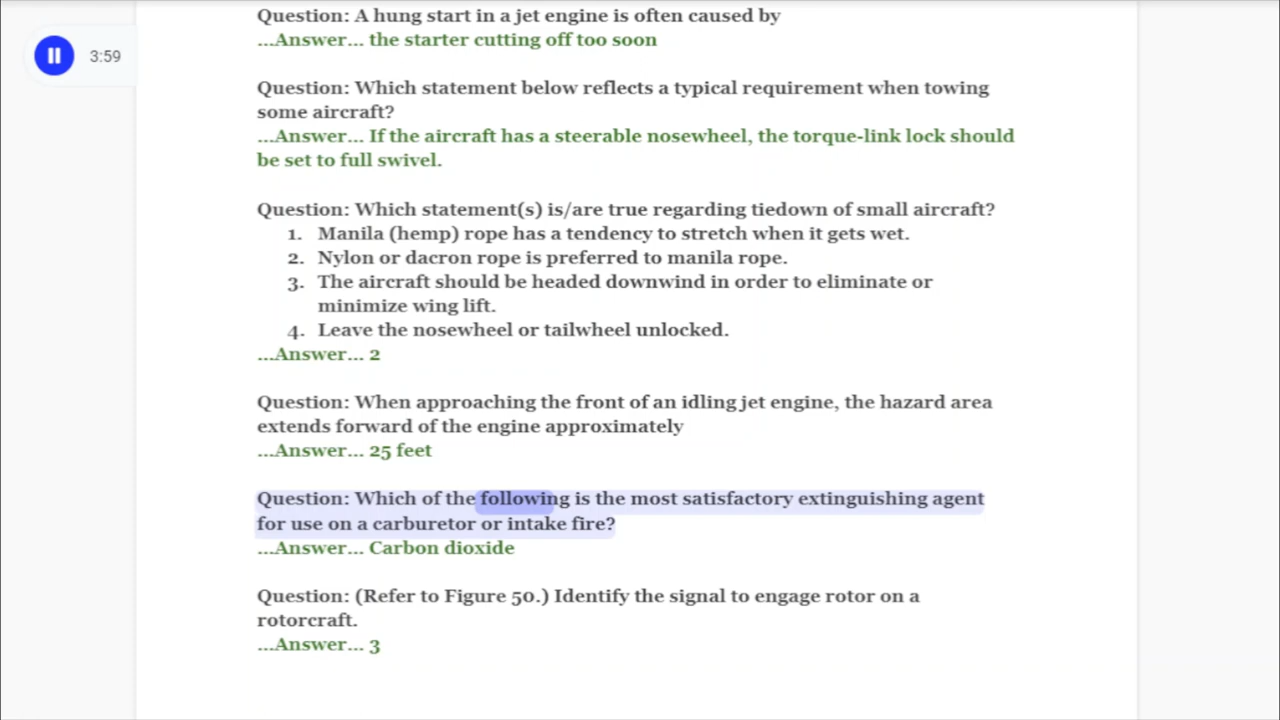 Question: A hung start in a jet engine is often caused by
...Answer... the starter cutting off too soon
3:59
Question: Which statement below reflects a typical requirement when towing
some aircraft?
...Answer... If the aircraft has a steerable nosewheel, the torque-link lock should
be set to full swivel.
Question: Which statement(s) is/are true regarding tiedown of small aircraft?
1. Manila (hemp) rope has a tendency to stretch when it gets wet.
2. Nylon or dacron rope is preferred to manila rope.
3. The aircraft should be headed downwind in order to eliminate or
minimize wing lift.
4. Leave the nosewheel or tailwheel unlocked.
...Answer... 2
Question: When approaching the front of an idling jet engine, the hazard area
extends forward of the engine approximately
...Answer... 25 feet
Question: Which of the following is the most satisfactory extinguishing agent
for use on a carburetor or intake fire?
...Answer... Carbon dioxide
Question: (Refer to Figure 50.) Identify the signal to engage rotor on a
rotorcraft.
...Answer... 3